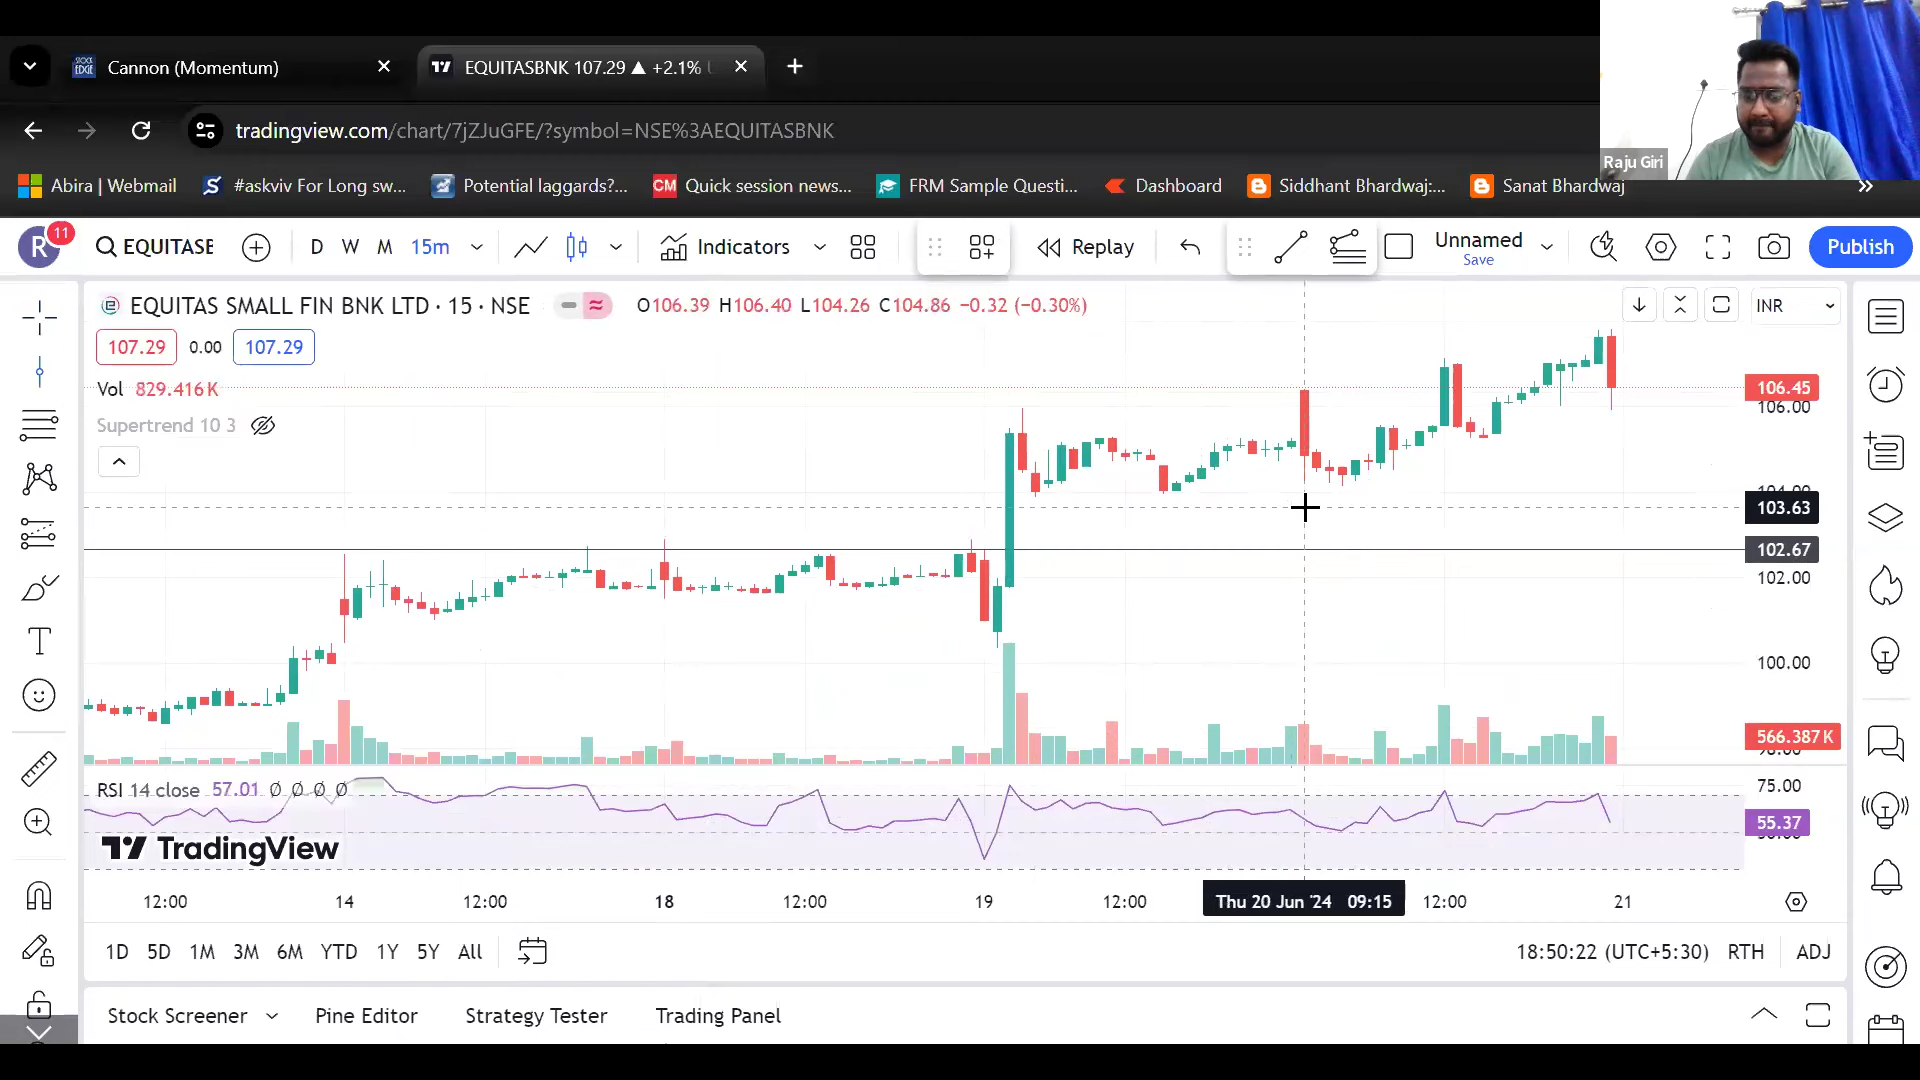 Cannon (Momentum)
EQUITASBNK 107.29 ▲ +2.1%
tradingview.com/chart/7jZJuGFE/?symbol=NSE%3AEQUITASBNK
Raju Giri
Abira | Webmail
#askviv For Long sw...
Potential laggards?...
CM Quick session news...
FRM Sample Questi...
Dashboard
Siddhant Bhardwaj:...
Sanat Bhardwaj
R 11
EQUITASE
D W M 15m
Indicators
Replay
Unnamed
Save
Publish
EQUITAS SMALL FIN BNK LTD · 15 · NSE
O106.39 H106.40 L104.26 C104.86 −0.32 (−0.30%)
INR
107.29 0.00 107.29
Vol 829.416K
Supertrend 10 3
106.45
106.00
104.00
103.63
102.67
102.00
100.00
566.387K
RSI 14 close 57.01 Ø Ø Ø Ø
75.00
55.37
TradingView
12:00 14 12:00 18 12:00 19 12:00 Thu 20 Jun '24 09:15 12:00 21
1D 5D 1M 3M 6M YTD 1Y 5Y All
18:50:22 (UTC+5:30) RTH ADJ
Stock Screener
Pine Editor
Strategy Tester
Trading Panel